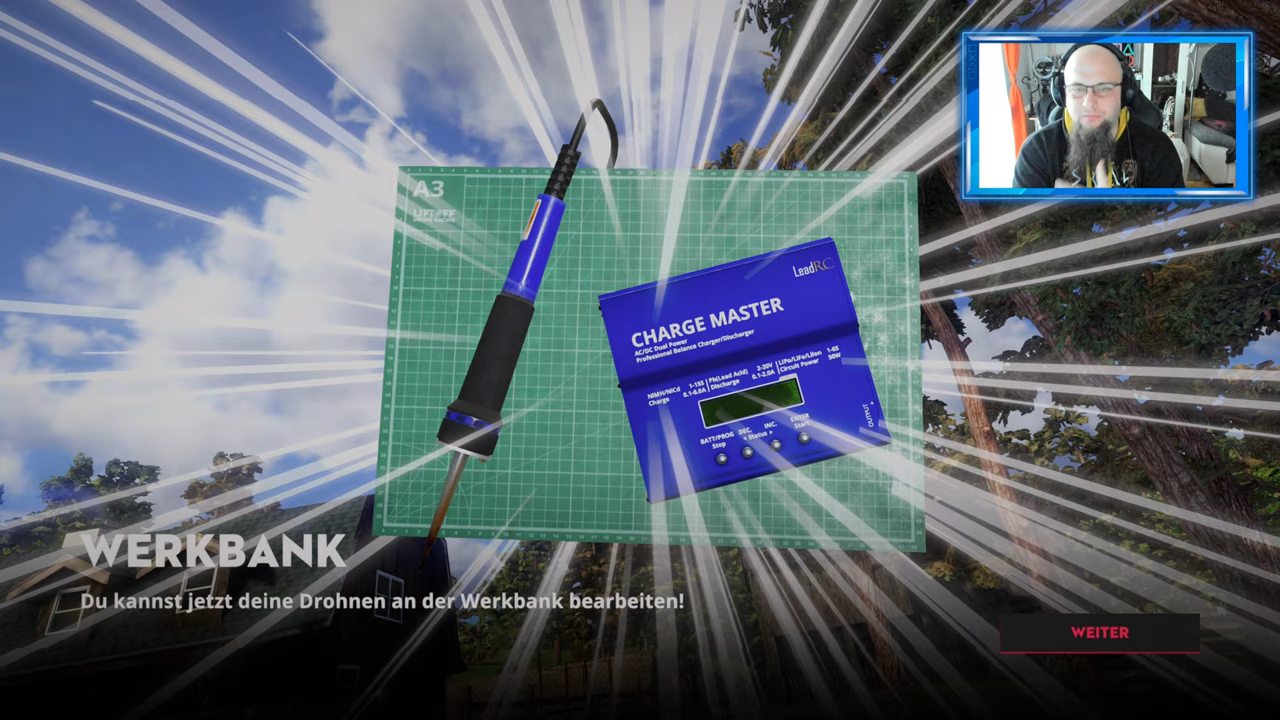 A3
LIFTOFF
LeadRC
CHARGE MASTER
AC/DC Dual Power
Professional Balance Charger/Discharger
NiMH/NiCd 1-15S Pb(Lead Acid) 2-20V LiPo/LiFe/LiIon 1-6S
Charge 0.1-6.0A Discharge 0.1-2.0A Circuit Power 50W
BATT/PROG DEC. INC. ENTER
Stop ◂ Status ▸ Start
OUTPUT
WERKBANK
Du kannst jetzt deine Drohnen an der Werkbank bearbeiten!
WEITER